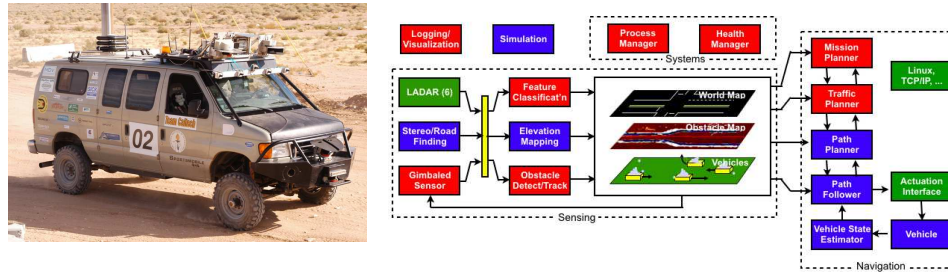 02
Team Caltech
Logging/
Visualization
Simulation
Process
Manager
Health
Manager
Systems
LADAR (6)
Feature
Classificat'n
Stereo/Road
Finding
Elevation
Mapping
Gimbaled
Sensor
Obstacle
Detect/Track
World Map
Obstacle Map
Vehicles
Sensing
Mission
Planner
Traffic
Planner
Path
Planner
Path
Follower
Vehicle State
Estimator
Linux,
TCP/IP, ...
Actuation
Interface
Vehicle
Navigation